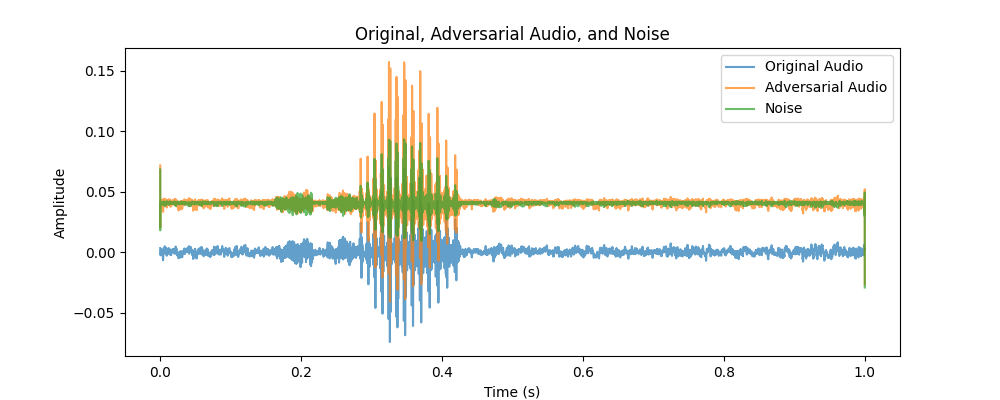 Original, Adversarial Audio, and Noise
Original Audio
Adversarial Audio
Noise
Amplitude
0.15
0.10
0.05
0.00
−0.05
0.0 0.2 0.4 0.6 0.8 1.0
Time (s)